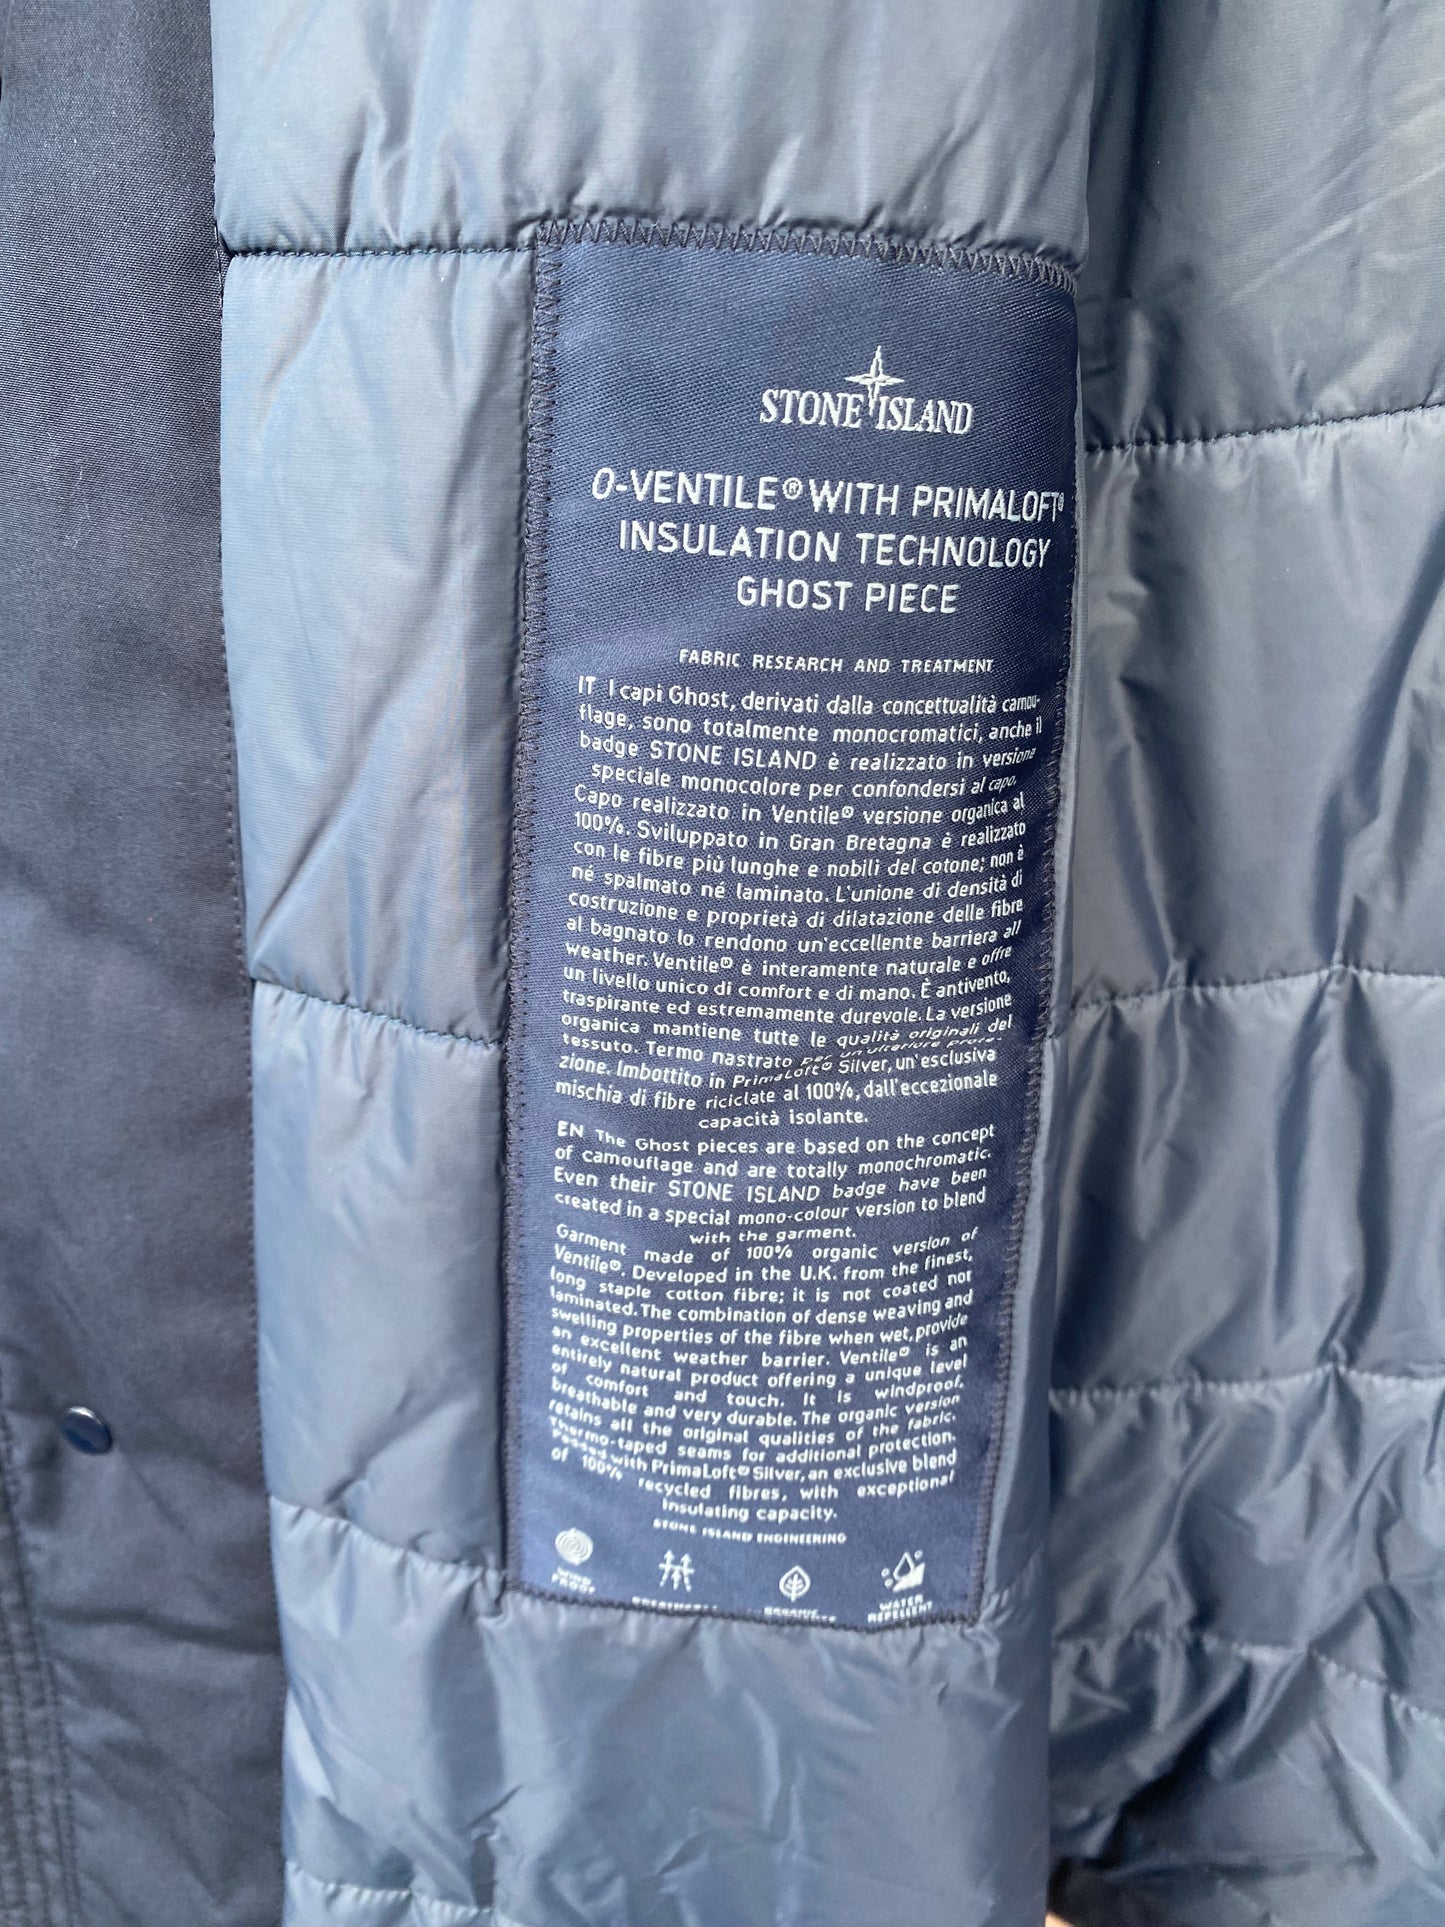 STONE ISLAND
O-VENTILE® WITH PRIMALOFT®
INSULATION TECHNOLOGY
GHOST PIECE
FABRIC RESEARCH AND TREATMENT
IT I capi Ghost, derivati dalla concettualità camou-
flage, sono totalmente monocromatici, anche il
badge STONE ISLAND è realizzato in versione
speciale monocolore per confondersi al capo.
Capo realizzato in Ventile® versione organica al
100%. Sviluppato in Gran Bretagna è realizzato
con le fibre più lunghe e nobili del cotone; non è
né spalmato né laminato. L'unione di densità di
costruzione e proprietà di dilatazione delle fibre
al bagnato lo rendono un'eccellente barriera all
weather. Ventile® è interamente naturale e offre
un livello unico di comfort e di mano. È antivento,
traspirante ed estremamente durevole. La versione
organica mantiene tutte le qualità originali del
tessuto. Termo nastrato per un'ulteriore prote-
zione. Imbottito in PrimaLoft® Silver, un'esclusiva
mischia di fibre riciclate al 100%, dall'eccezionale
capacità isolante.
EN The Ghost pieces are based on the concept
of camouflage and are totally monochromatic.
Even their STONE ISLAND badge have been
created in a special mono-colour version to blend
with the garment.
Garment made of 100% organic version of
Ventile®. Developed in the U.K. from the finest,
long staple cotton fibre; it is not coated nor
laminated. The combination of dense weaving and
swelling properties of the fibre when wet, provide
an excellent weather barrier. Ventile® is an
entirely natural product offering a unique level
of comfort and touch. It is windproof,
breathable and very durable. The organic version
retains all the original qualities of the fabric.
Thermo-taped seams for additional protection.
Padded with PrimaLoft® Silver, an exclusive blend
of 100% recycled fibres, with exceptional
insulating capacity.
STONE ISLAND ENGINEERING
WIND
PROOF
WATER
REPELLENT